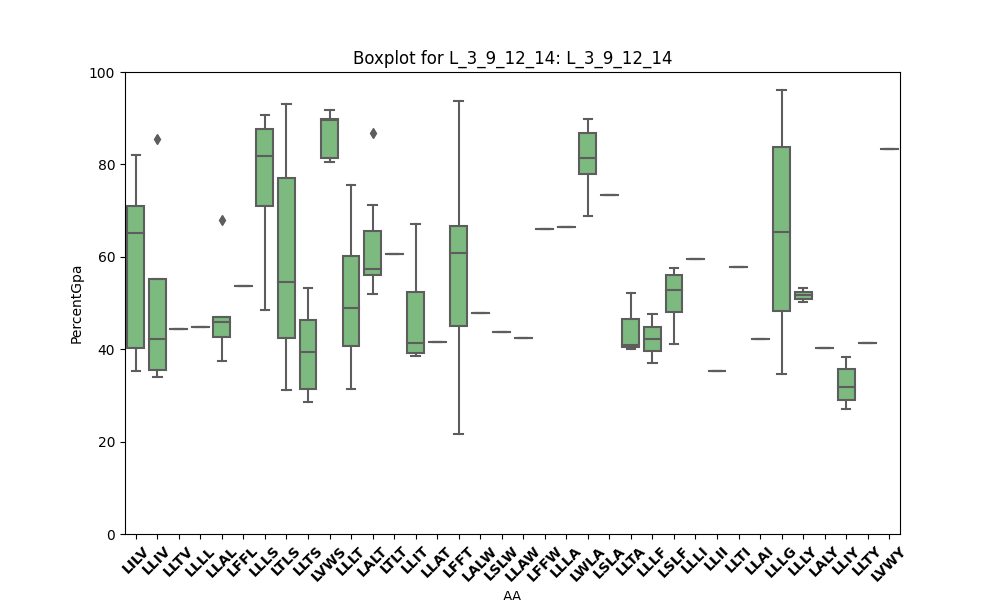 Boxplot for L_3_9_12_14: L_3_9_12_14
100
80
60
40
20
0
PercentGpa
LILV LLIV LLTV LLLL LLAL LFFL LLLS LTLS LLTS LVWS LLLT LALT LTLT LLIT LLAT LFFT LALW LSLW LLAW LFFW LLLA LWLA LSLA LLTA LLLF LSLF LLLI LLII LLTI LLAI LLLG LLLY LALY LLIY LLTY LVWY
AA